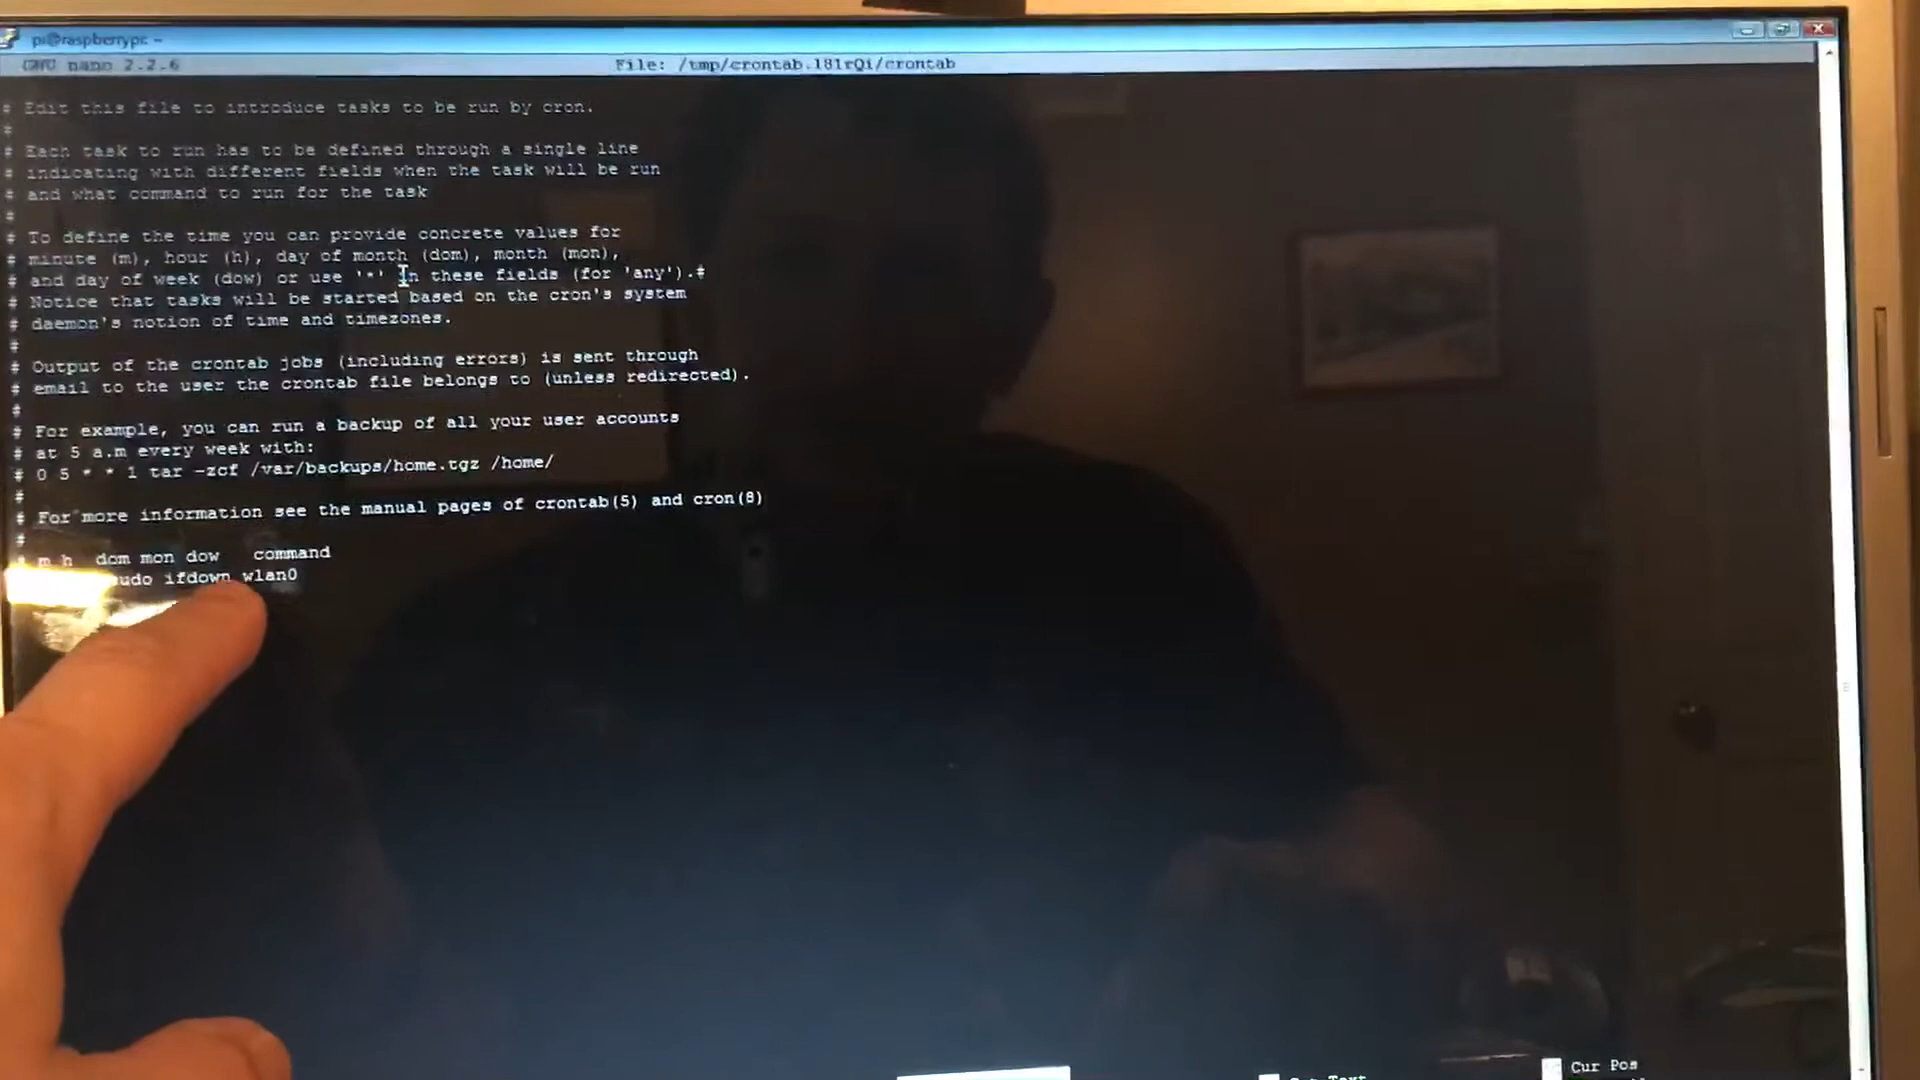 pi@raspberrypi: ~
GNU nano 2.2.6 File: /tmp/crontab.l81rQi/crontab
# Edit this file to introduce tasks to be run by cron.
#
# Each task to run has to be defined through a single line
# indicating with different fields when the task will be run
# and what command to run for the task
#
# To define the time you can provide concrete values for
# minute (m), hour (h), day of month (dom), month (mon),
# and day of week (dow) or use '*' in these fields (for 'any').#
# Notice that tasks will be started based on the cron's system
# daemon's notion of time and timezones.
#
# Output of the crontab jobs (including errors) is sent through
# email to the user the crontab file belongs to (unless redirected).
#
# For example, you can run a backup of all your user accounts
# at 5 a.m every week with:
# 0 5 * * 1 tar -zcf /var/backups/home.tgz /home/
#
# For more information see the manual pages of crontab(5) and cron(8)
#
# m h dom mon dow command
udo ifdown wlan0
Cur Pos